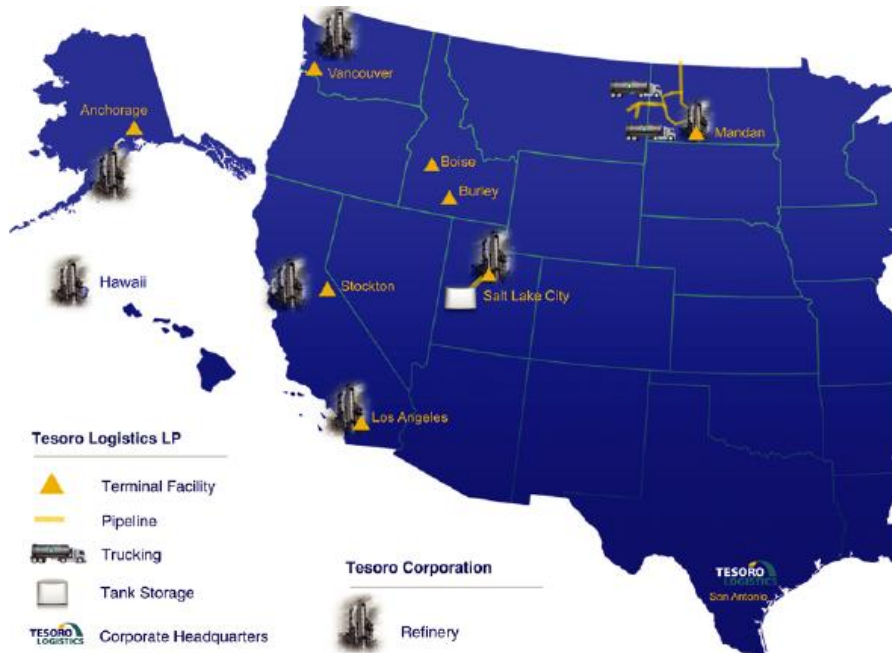 Anchorage
Vancouver
Mandan
Boise
Burley
Hawaii
Stockton
Salt Lake City
Los Angeles
Tesoro Logistics LP
Terminal Facility
Pipeline
Trucking
Tank Storage
TESORO
LOGISTICS
Corporate Headquarters
Tesoro Corporation
Refinery
TESORO
LOGISTICS
San Antonio